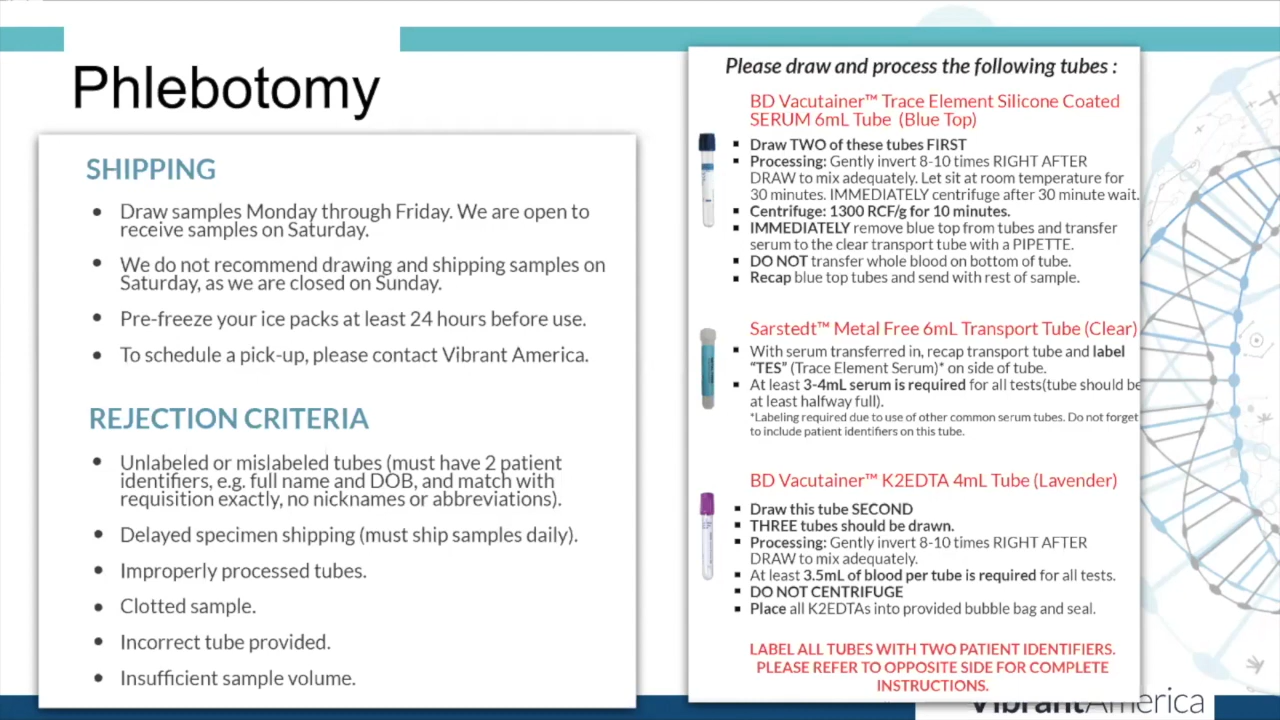 Phlebotomy
SHIPPING
• Draw samples Monday through Friday. We are open to
receive samples on Saturday.
• We do not recommend drawing and shipping samples on
Saturday, as we are closed on Sunday.
• Pre-freeze your ice packs at least 24 hours before use.
• To schedule a pick-up, please contact Vibrant America.
REJECTION CRITERIA
• Unlabeled or mislabeled tubes (must have 2 patient
identifiers, e.g. full name and DOB, and match with
requisition exactly, no nicknames or abbreviations).
• Delayed specimen shipping (must ship samples daily).
• Improperly processed tubes.
• Clotted sample.
• Incorrect tube provided.
• Insufficient sample volume.
Please draw and process the following tubes :
BD Vacutainer™ Trace Element Silicone Coated
SERUM 6mL Tube (Blue Top)
▪ Draw TWO of these tubes FIRST
▪ Processing: Gently invert 8-10 times RIGHT AFTER
DRAW to mix adequately. Let sit at room temperature for
30 minutes. IMMEDIATELY centrifuge after 30 minute wait.
▪ Centrifuge: 1300 RCF/g for 10 minutes.
▪ IMMEDIATELY remove blue top from tubes and transfer
serum to the clear transport tube with a PIPETTE.
▪ DO NOT transfer whole blood on bottom of tube.
▪ Recap blue top tubes and send with rest of sample.
Sarstedt™ Metal Free 6mL Transport Tube (Clear)
▪ With serum transferred in, recap transport tube and label
“TES” (Trace Element Serum)* on side of tube.
▪ At least 3-4mL serum is required for all tests(tube should be
at least halfway full).
*Labeling required due to use of other common serum tubes. Do not forget
to include patient identifiers on this tube.
BD Vacutainer™ K2EDTA 4mL Tube (Lavender)
▪ Draw this tube SECOND
▪ THREE tubes should be drawn.
▪ Processing: Gently invert 8-10 times RIGHT AFTER
DRAW to mix adequately.
▪ At least 3.5mL of blood per tube is required for all tests.
▪ DO NOT CENTRIFUGE
▪ Place all K2EDTAs into provided bubble bag and seal.
LABEL ALL TUBES WITH TWO PATIENT IDENTIFIERS.
PLEASE REFER TO OPPOSITE SIDE FOR COMPLETE
INSTRUCTIONS.
VibrantAmerica